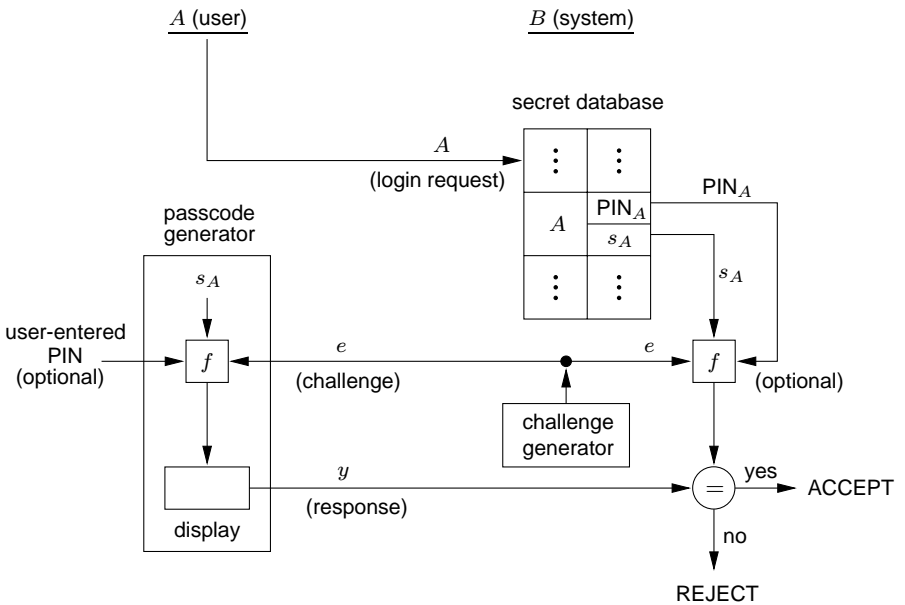 A (user)
B (system)
secret database
A
(login request)
PIN_A
⋮ ⋮
A
PIN_A
s_A
⋮ ⋮
s_A
passcode
generator
s_A
user-entered
PIN
(optional)
f
e
(challenge)
e
f
(optional)
challenge
generator
y
(response)
display
=
yes
ACCEPT
no
REJECT